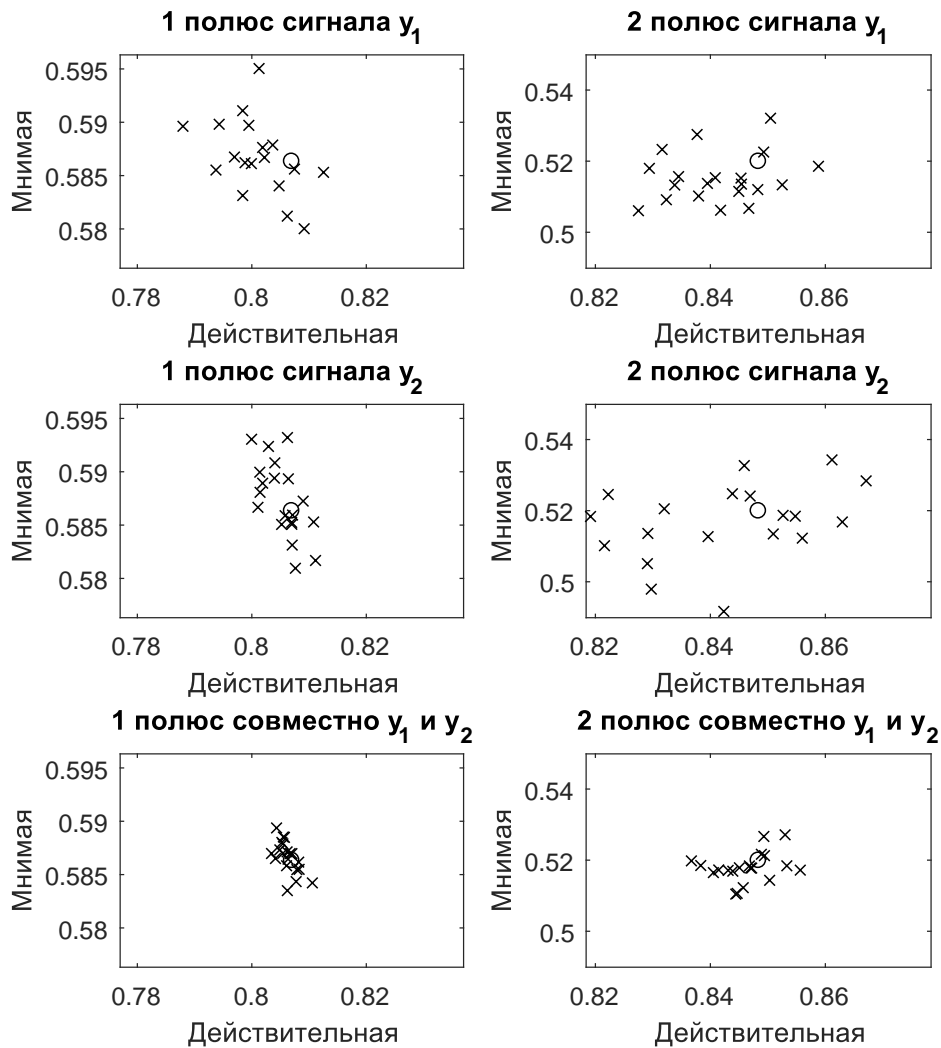 1 полюс сигнала y1
0.595
0.59
0.585
0.58
Мнимая
0.78 0.8 0.82
Действительная
2 полюс сигнала y1
0.54
0.52
0.5
Мнимая
0.82 0.84 0.86
Действительная
1 полюс сигнала y2
0.595
0.59
0.585
0.58
Мнимая
0.78 0.8 0.82
Действительная
2 полюс сигнала y2
0.54
0.52
0.5
Мнимая
0.82 0.84 0.86
Действительная
1 полюс совместно y1 и y2
0.595
0.59
0.585
0.58
Мнимая
0.78 0.8 0.82
Действительная
2 полюс совместно y1 и y2
0.54
0.52
0.5
Мнимая
0.82 0.84 0.86
Действительная